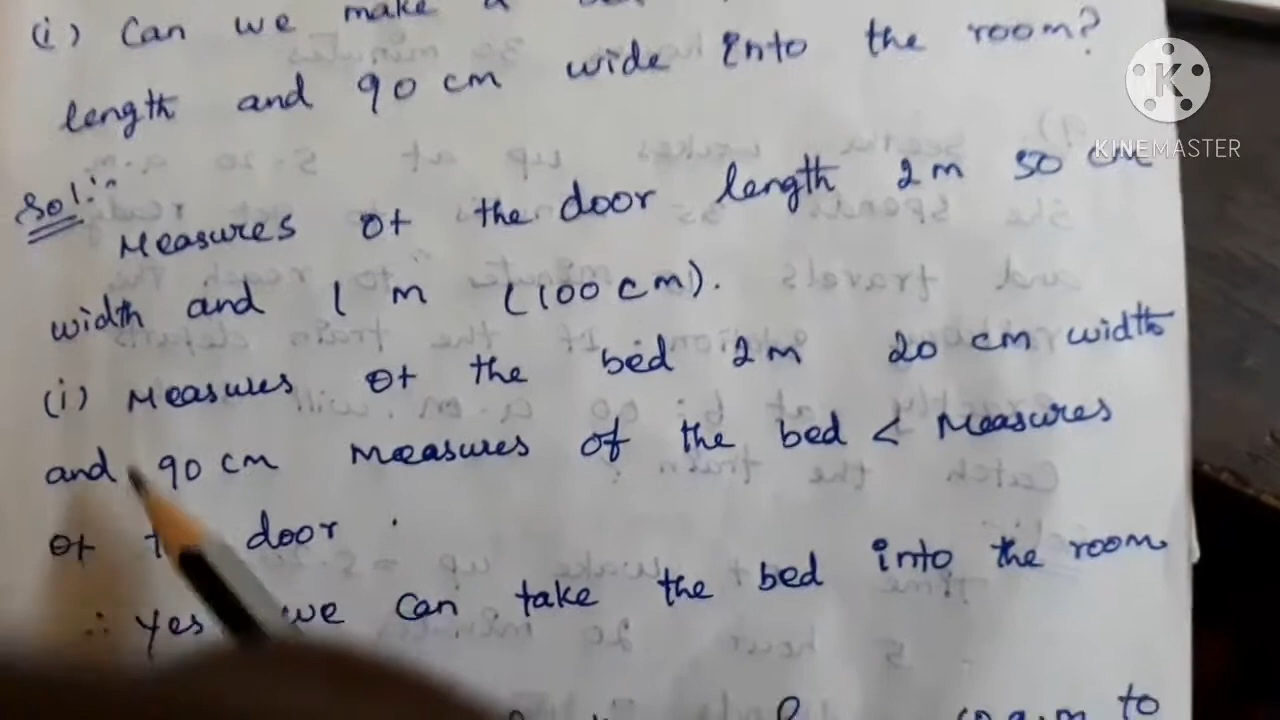 (i) Can we make a
length and 90 cm wide into the room?
KINEMASTER
Sol:-
Measures of the door length 2m 50 cm
width and 1 m (100cm).
(i) Measures of the bed 2m 20 cm width
and 90 cm Measures of the bed < Measures
of door.
∴ Yes we can take the bed into the room
to